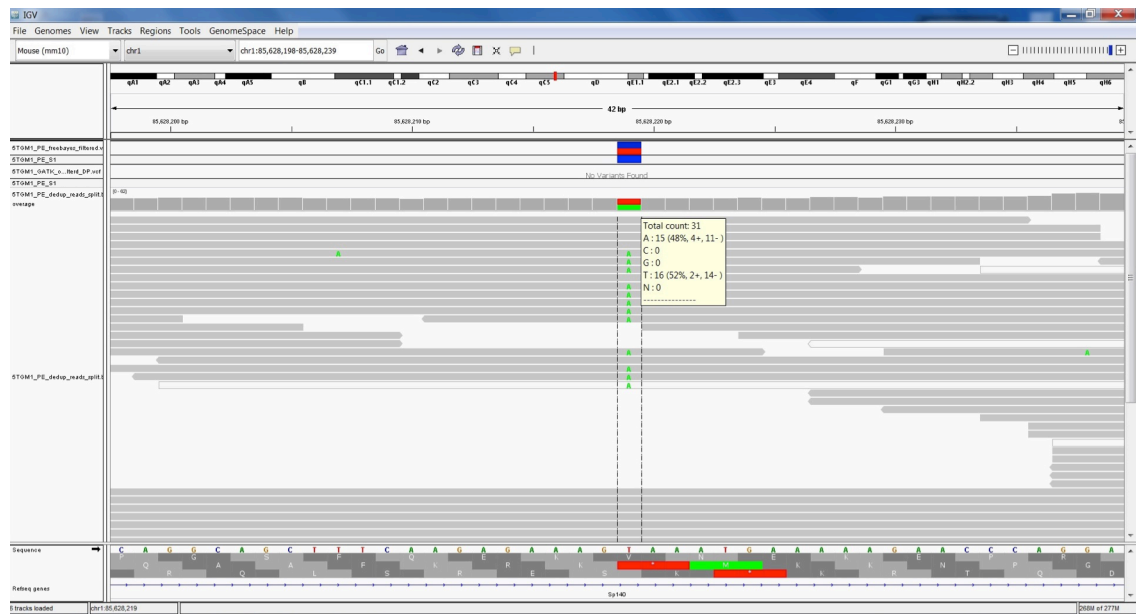 IGV
File Genomes View Tracks Regions Tools GenomeSpace Help
Mouse (mm10) chr1 chr1:85,628,198-85,628,239 Go
qA1 qA2 qA3 qA4 qA5 qB qC1.1 qC1.2 qC2 qC3 qC4 qC5 qD qE1.1 qE2.1 qE2.2 qE2.3 qE3 qE4 qF qG1 qG3 qH1 qH2.2 qH3 qH4 qH5 qH6
42 bp
85,628,200 bp 85,628,210 bp 85,628,220 bp 85,628,230 bp
5TGM1_PE_freebayes_filtered.v
5TGM1_PE_S1
5TGM1_GATK_o...lterd_DP.vcf
No Variants Found
5TGM1_PE_S1
5TGM1_PE_dedup_reads_split.b
overage
[0 - 92]
Total count: 31
A : 15 (48%, 4+, 11- )
C : 0
G : 0
T : 16 (52%, 2+, 14- )
N : 0
---------------
A A
A
A
A
A
A
A
A
A A
A
A
A
5TGM1_PE_dedup_reads_split.b
Sequence C A G G C A G C T T T C A A G A G A A A G T A A A T G A A A A A G A A C C C A G G A
P G S F Q E K V N E K P R
Q A A F K R K * M K K N P G
R Q L S R E S K * K R T Q D
Refseq genes
Sp140
6 tracks loaded chr1:85,628,219 268M of 277M